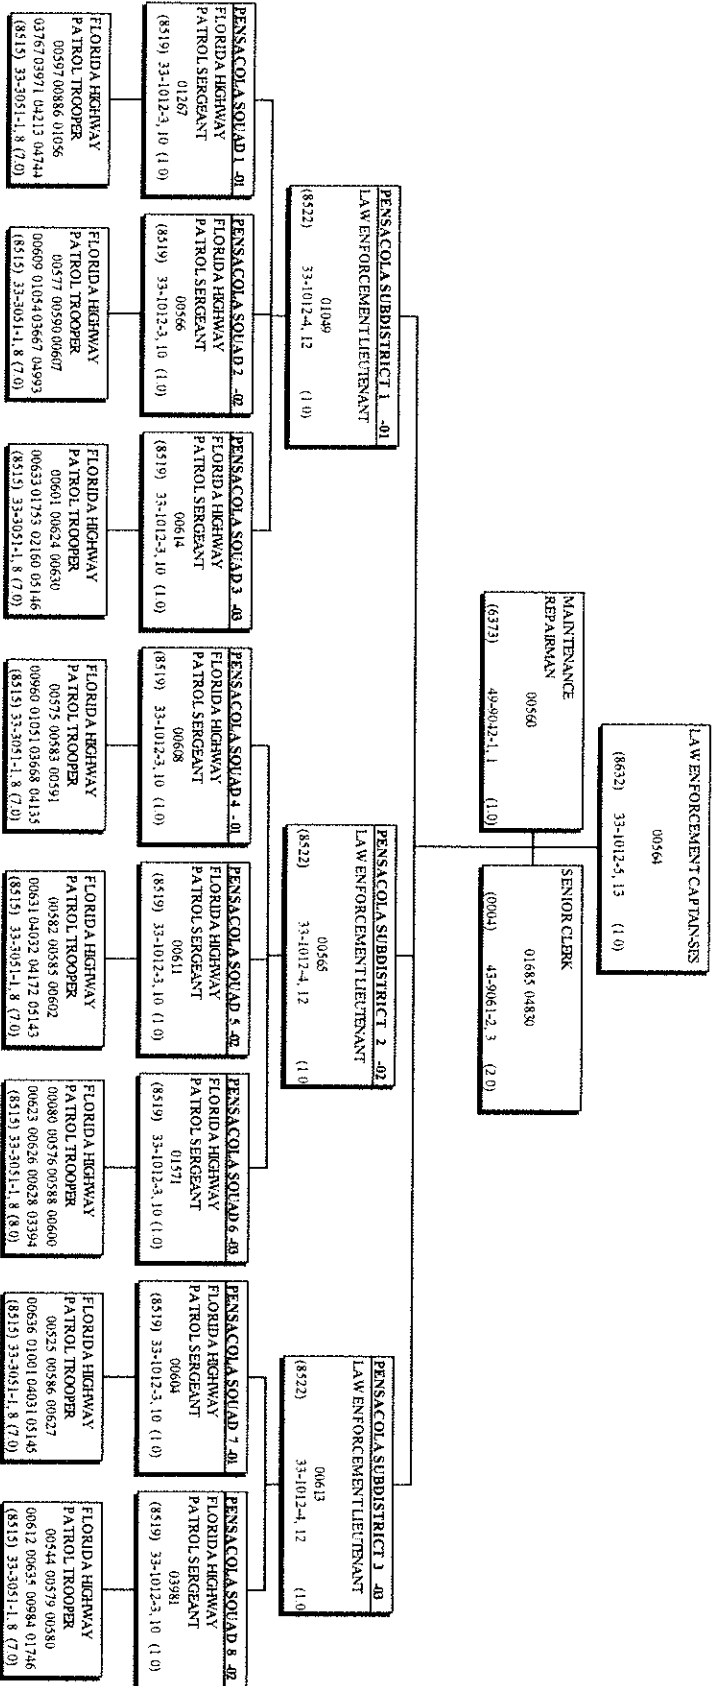 LAW ENFORCEMENT CAPTAIN-SES
00564
(8632) 33-1012-5, 13 (1.0)
MAINTENANCE
REPAIRMAN
00560
(6373) 49-9042-1, 1 (1.0)
SENIOR CLERK
01685 04830
(0004) 43-9061-2, 3 (2.0)
PENSACOLA SUBDISTRICT 1 -01
LAW ENFORCEMENT LIEUTENANT
01049
(8522) 33-1012-4, 12 (1.0)
PENSACOLA SUBDISTRICT 2 -02
LAW ENFORCEMENT LIEUTENANT
00565
(8522) 33-1012-4, 12 (1.0
PENSACOLA SUBDISTRICT 3 -03
LAW ENFORCEMENT LIEUTENANT
00613
(8522) 33-1012-4, 12 (1.0
PENSACOLA SQUAD 1 -01
FLORIDA HIGHWAY
PATROL SERGEANT
01267
(8519) 33-1012-3, 10 (1.0)
PENSACOLA SQUAD 2 -02
FLORIDA HIGHWAY
PATROL SERGEANT
00566
(8519) 33-1012-3, 10 (1.0)
PENSACOLA SQUAD 3 -03
FLORIDA HIGHWAY
PATROL SERGEANT
00614
(8519) 33-1012-3, 10 (1.0)
PENSACOLA SQUAD 4 -01
FLORIDA HIGHWAY
PATROL SERGEANT
00608
(8519) 33-1012-3, 10 (1.0)
PENSACOLA SQUAD 5 -02
FLORIDA HIGHWAY
PATROL SERGEANT
00611
(8519) 33-1012-3, 10 (1.0)
PENSACOLA SQUAD 6 -03
FLORIDA HIGHWAY
PATROL SERGEANT
01571
(8519) 33-1012-3, 10 (1.0)
PENSACOLA SQUAD 7 -01
FLORIDA HIGHWAY
PATROL SERGEANT
00604
(8519) 33-1012-3, 10 (1.0)
PENSACOLA SQUAD 8 -02
FLORIDA HIGHWAY
PATROL SERGEANT
03981
(8519) 33-1012-3, 10 (1.0)
FLORIDA HIGHWAY
PATROL TROOPER
00597 00886 01056
03767 03971 04213 04744
(8515) 33-3051-1, 8 (7.0)
FLORIDA HIGHWAY
PATROL TROOPER
00577 00590 00607
00609 01054 03667 04993
(8515) 33-3051-1, 8 (7.0)
FLORIDA HIGHWAY
PATROL TROOPER
00601 00624 00630
00633 01753 02160 05146
(8515) 33-3051-1, 8 (7.0)
FLORIDA HIGHWAY
PATROL TROOPER
00575 00583 00591
00960 01051 03668 04135
(8515) 33-3051-1, 8 (7.0)
FLORIDA HIGHWAY
PATROL TROOPER
00582 00585 00602
00631 04032 04172 05143
(8515) 33-3051-1, 8 (7.0)
FLORIDA HIGHWAY
PATROL TROOPER
00080 00576 00588 00600
00623 00626 00628 03394
(8515) 33-3051-1, 8 (8.0)
FLORIDA HIGHWAY
PATROL TROOPER
00525 00586 00627
00636 01001 04031 05145
(8515) 33-3051-1, 8 (7.0)
FLORIDA HIGHWAY
PATROL TROOPER
00544 00579 00580
00612 00635 00984 01746
(8515) 33-3051-1, 8 (7.0)